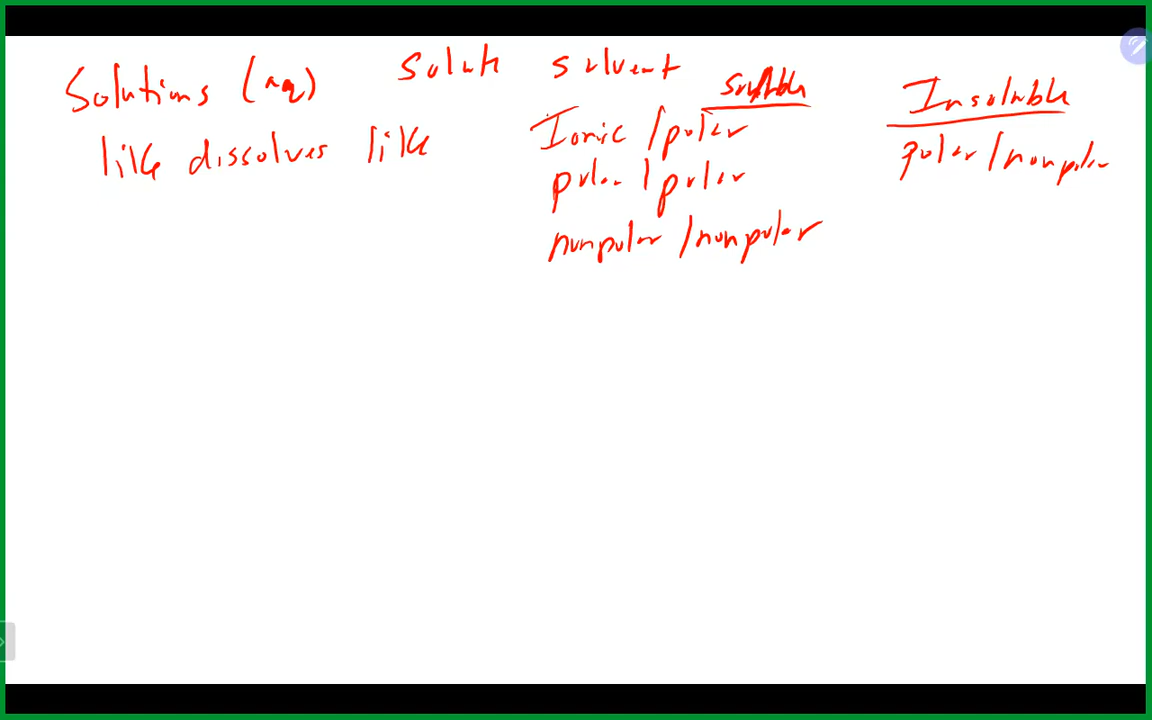 Solutions (aq)
like dissolves like
Solute solvent
soluble
Ionic / polar
polar / polar
nonpolar / nonpolar
Insoluble
polar / nonpolar